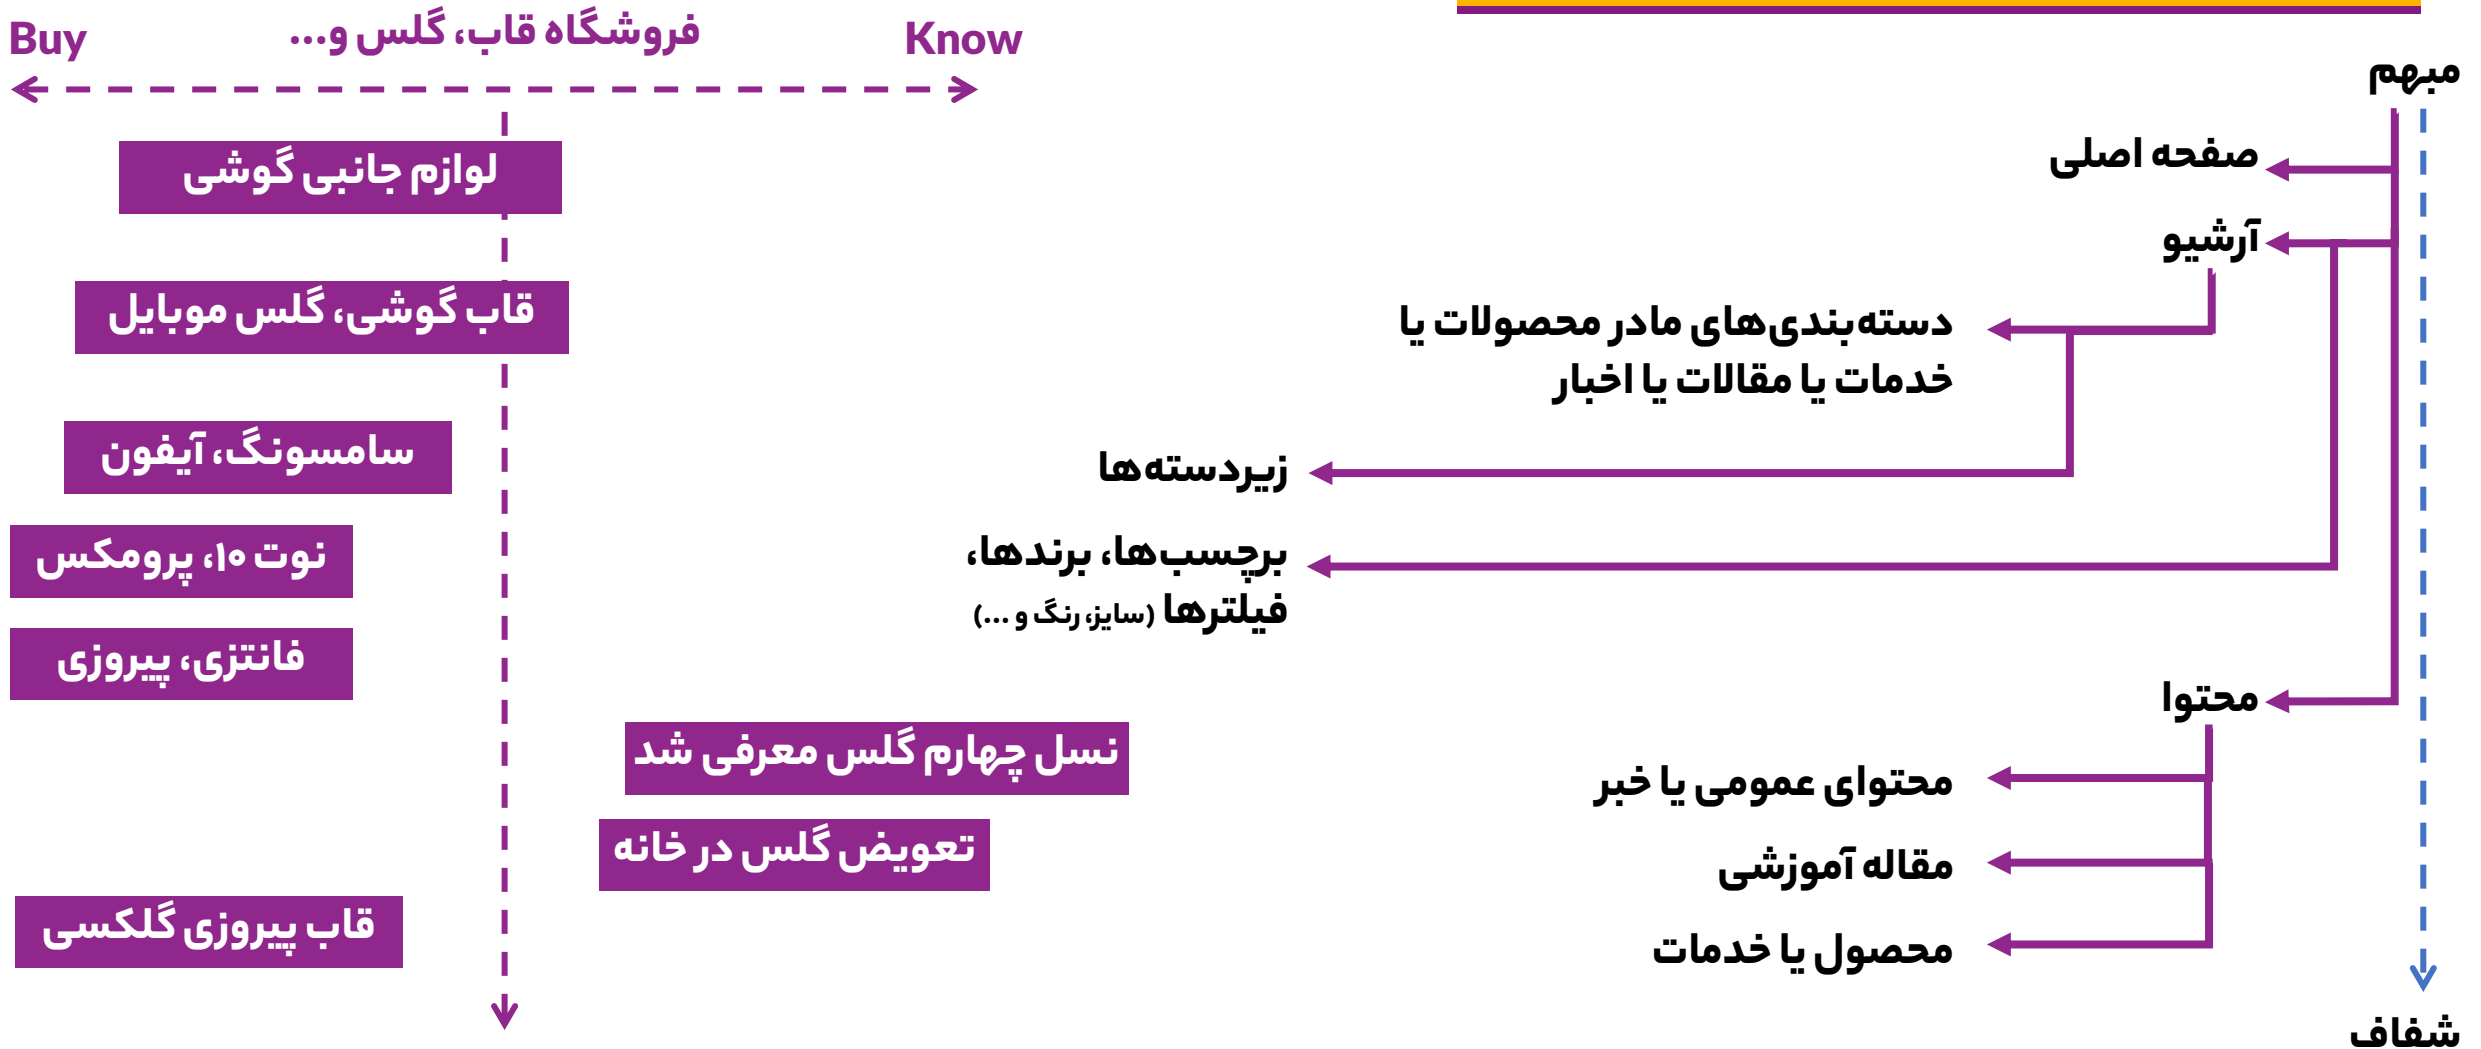 Buy
فروشگاه قاب، گلس و...
Know
مبهم
صفحه اصلی
آرشیو
دسته‌بندی‌های مادر محصولات یا
خدمات یا مقالات یا اخبار
زیردسته‌ها
برچسب‌ها، برندها،
فیلترها (سایز، رنگ و ...)
محتوا
محتوای عمومی یا خبر
مقاله آموزشی
محصول یا خدمات
شفاف
لوازم جانبی گوشی
قاب گوشی، گلس موبایل
سامسونگ، آیفون
نوت ۱۰، پرومکس
فانتزی، پیروزی
نسل چهارم گلس معرفی شد
تعویض گلس در خانه
قاب پیروزی گلکسی